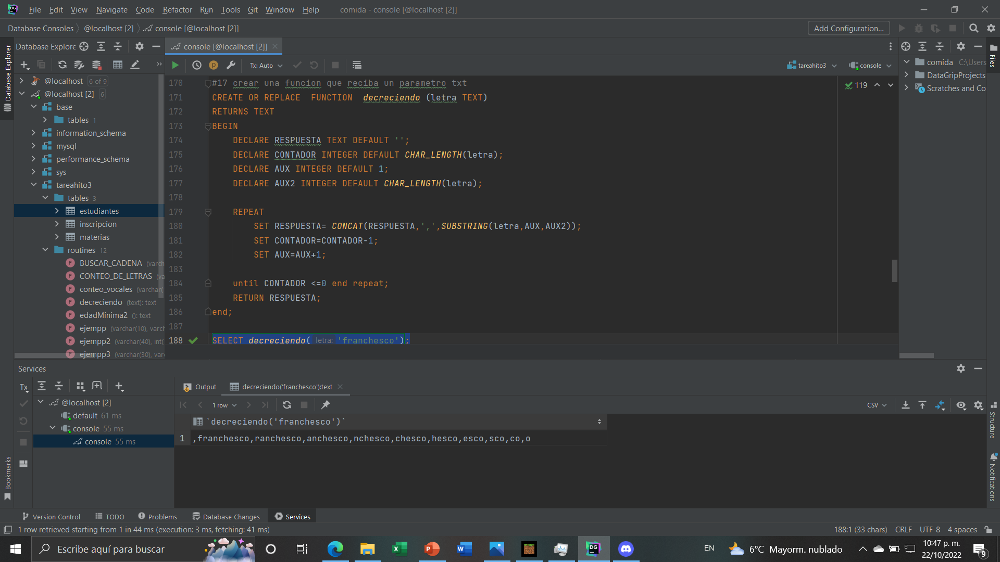 File Edit View Navigate Code Refactor Run Tools Git Window Help comida - console [@localhost [2]]
Database Consoles @localhost [2] console [@localhost [2]] Add Configuration...
Database Explore console [@localhost [2]]
Tx: Auto tareahito3 console
Database Explorer
@localhost 6 of 9
@localhost [2] 6
base
tables 1
information_schema
mysql
performance_schema
sys
tareahito3
tables 3
estudiantes
inscripcion
materias
routines 12
BUSCAR_CADENA (varch
CONTEO_DE_LETRAS (va
conteo_vocales (varchar(
decreciendo (text): text
edadMinima2 (): text
ejempp (varchar(10), varch
ejempp2 (varchar(40), int(
ejempp3 (varchar(30), var
170 #17 crear una funcion que reciba un parametro txt
171 CREATE OR REPLACE  FUNCTION  decreciendo (letra TEXT)
172 RETURNS TEXT
173 BEGIN
174     DECLARE RESPUESTA TEXT DEFAULT '';
175     DECLARE CONTADOR INTEGER DEFAULT CHAR_LENGTH(letra);
176     DECLARE AUX INTEGER DEFAULT 1;
177     DECLARE AUX2 INTEGER DEFAULT CHAR_LENGTH(letra);
178
179     REPEAT
180         SET RESPUESTA= CONCAT(RESPUESTA,',',SUBSTRING(letra,AUX,AUX2));
181         SET CONTADOR=CONTADOR-1;
182         SET AUX=AUX+1;
183
184     until CONTADOR <=0 end repeat;
185     RETURN RESPUESTA;
186 end;
187
188 SELECT decreciendo( letra: 'franchesco');
119
comida C:\Users
DataGripProjects
Scratches and Co
Files
Services
Tx
@localhost [2]
default 61 ms
console 55 ms
console 55 ms
Output decreciendo('franchesco'):text
1 row CSV
`decreciendo('franchesco')`
1 ,franchesco,ranchesco,anchesco,nchesco,chesco,hesco,esco,sco,co,o
Bookmarks
Structure
Notifications
Version Control TODO Problems Database Changes Services
1 row retrieved starting from 1 in 44 ms (execution: 3 ms, fetching: 41 ms) 188:1 (33 chars) CRLF UTF-8 4 spaces
Escribe aquí para buscar EN 6°C Mayorm. nublado 10:47 p. m.
22/10/2022 9